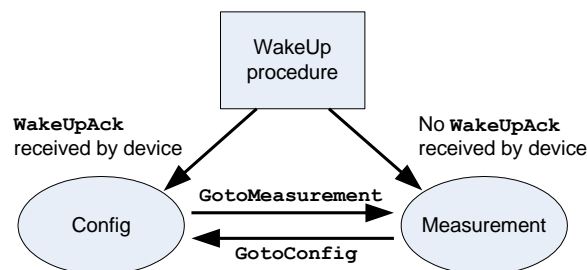 WakeUp
procedure
WakeUpAck
received by device
No WakeUpAck
received by device
GotoMeasurement
Config
Measurement
GotoConfig